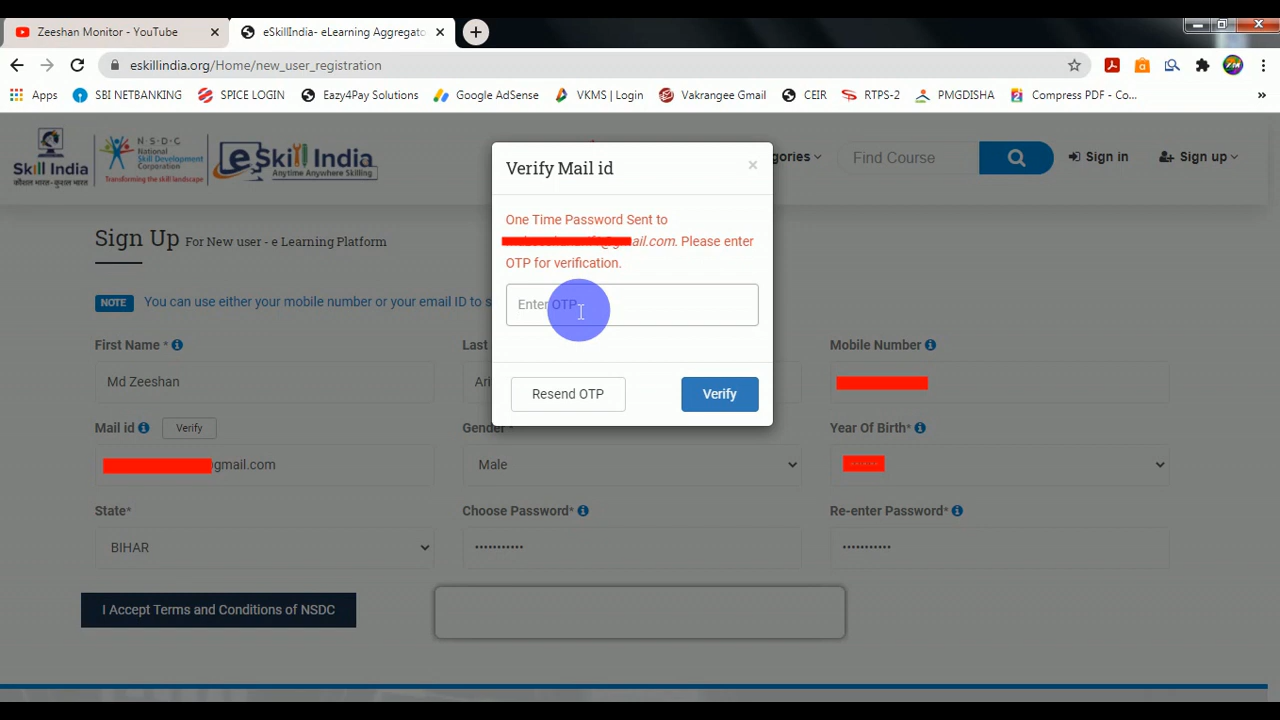 Zeeshan Monitor - YouTube
eSkillIndia- eLearning Aggregato
eskillindia.org/Home/new_user_registration
Apps SBI NETBANKING SPICE LOGIN Eazy4Pay Solutions Google AdSense VKMS | Login Vakrangee Gmail CEIR RTPS-2 PMGDISHA Compress PDF - Co... »
Skill India
कौशल भारत-कुशल भारत
N·S·D·C
National
Skill Development
Corporation
Transforming the skill landscape
eSkill India
Anytime Anywhere Skilling
gories Find Course Sign in Sign up
Verify Mail id ×
One Time Password Sent to
ail.com. Please enter
OTP for verification.
Enter OTP
Resend OTP Verify
Sign Up For New user - e Learning Platform
NOTE You can use either your mobile number or your email ID to s
First Name * Last Mobile Number
Md Zeeshan Ari
Mail id Verify Gender* Year Of Birth*
gmail.com Male
State* Choose Password* Re-enter Password*
BIHAR ••••••••••• •••••••••••
I Accept Terms and Conditions of NSDC